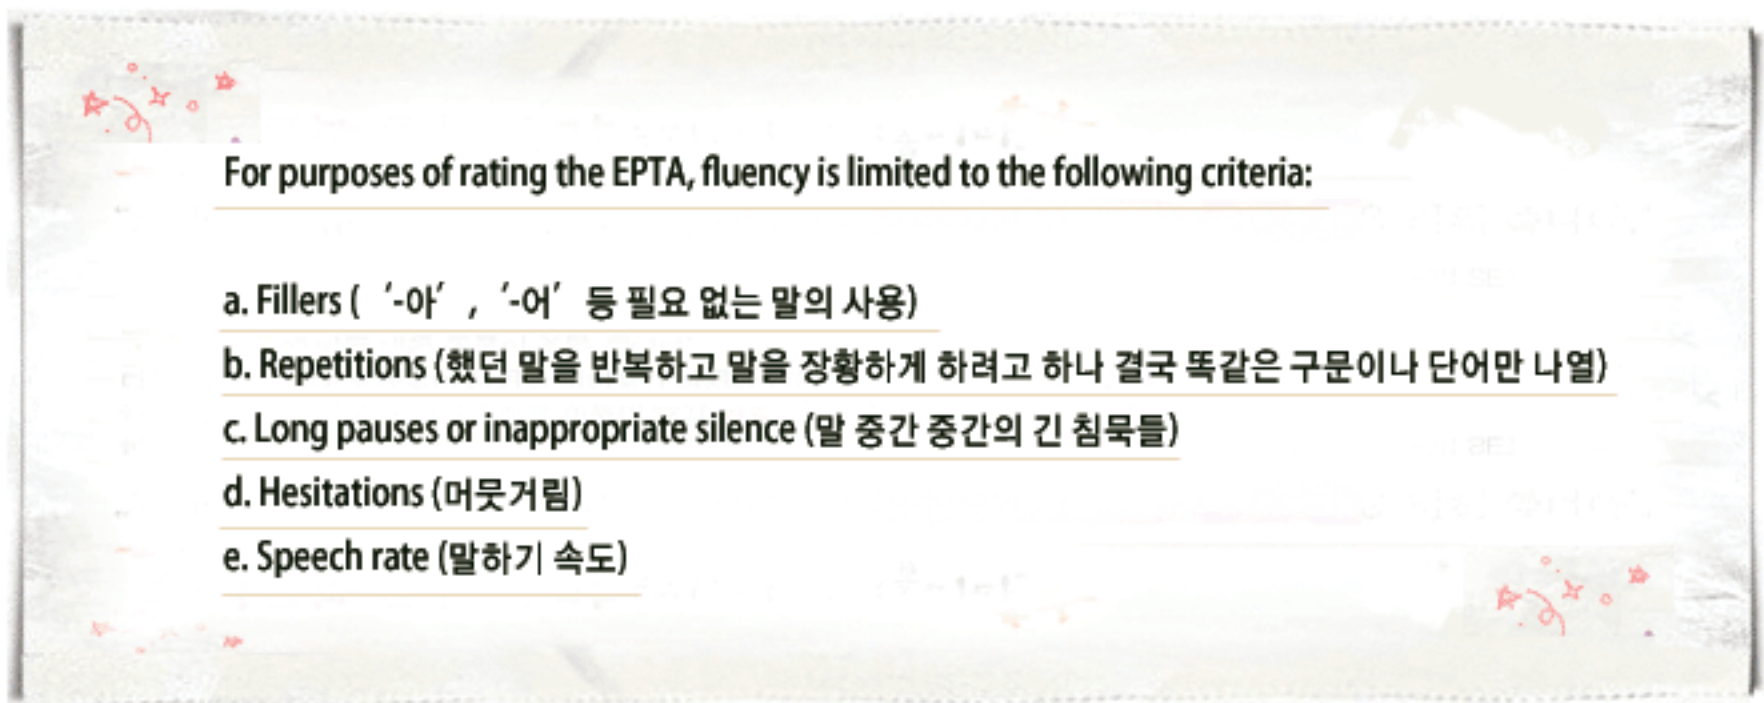 For purposes of rating the EPTA, fluency is limited to the following criteria:
a. Fillers ( ‘-아’ , ‘-어’ 등 필요 없는 말의 사용)
b. Repetitions (했던 말을 반복하고 말을 장황하게 하려고 하나 결국 똑같은 구문이나 단어만 나열)
c. Long pauses or inappropriate silence (말 중간 중간의 긴 침묵들)
d. Hesitations (머뭇거림)
e. Speech rate (말하기 속도)